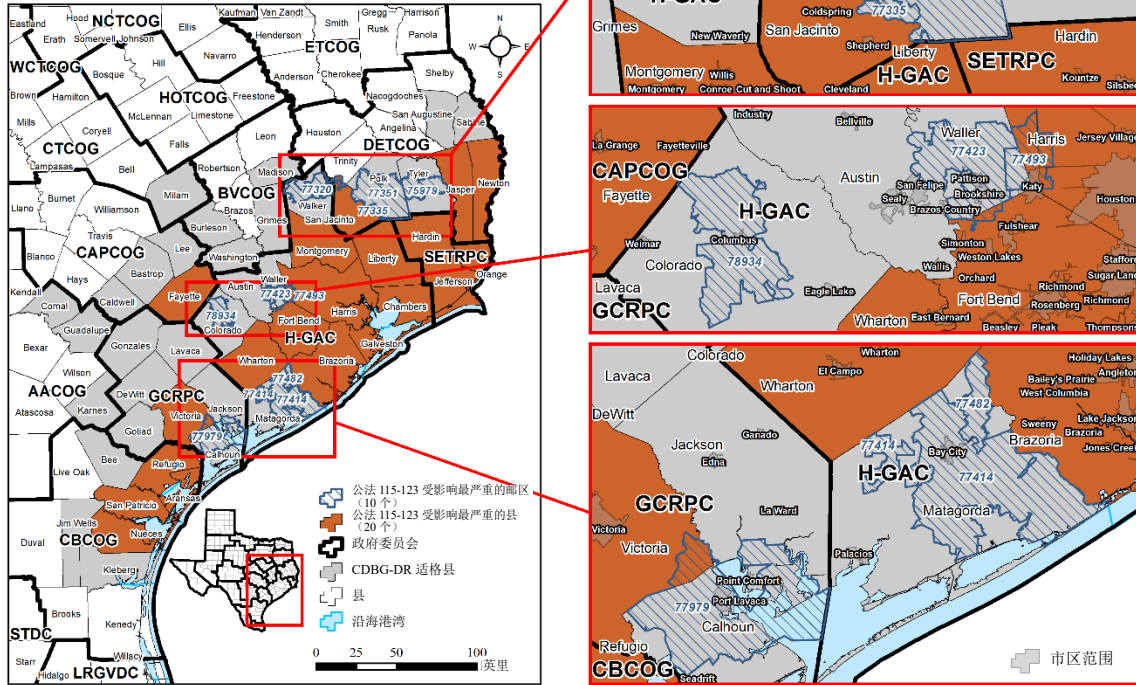 Eastland
Hood
NCTCOG
Kaufman
Van Zandt
Smith
Gregg
Harrison
Ellis
Rusk
Erath
Somervell
Johnson
Henderson
ETCOG
Panola
WCTCOG
Hill
Navarro
Bosque
Anderson
Cherokee
Shelby
Brown
Hamilton
HOTCOG
Freestone
Nacogdoches
Mills
McLennan
Limestone
San Augustine
Sabine
Coryell
Leon
Houston
Angelina
CTCOG
Falls
DETCOG
Lampasas
Bell
Robertson
Madison
Trinity
Polk
Tyler
Milam
BVCOG
77320
77351
75979
Jasper
Newton
Burnet
Llano
Williamson
Brazos
Walker
77335
Grimes
San Jacinto
Burleson
Travis
Hardin
Blanco
CAPCOG
Lee
Washington
Montgomery
Liberty
SETRPC
Hays
Bastrop
Orange
Kendall
Austin
Waller
Jefferson
Comal
Caldwell
Fayette
77423
77493
Chambers
78934
Harris
Guadalupe
Fort Bend
Colorado
H-GAC
Gonzales
Galveston
Bexar
Lavaca
Wharton
Brazoria
Wilson
77482
AACOG
DeWitt
GCRPC
77414
77414
Karnes
Jackson
Atascosa
Victoria
Matagorda
Goliad
77979
Bee
Calhoun
Live Oak
Refugio
Aransas
San Patricio
Jim Wells
Nueces
Duval
CBCOG
Kleberg
Brooks
Kenedy
STDC
Willacy
Starr
Hidalgo
LRGVDC
N
W
E
S
公法 115-123 受影响最严重的邮区
（10 个）
公法 115-123 受影响最严重的县
（20 个）
政府委员会
CDBG-DR 适格县
县
沿海港湾
0 25 50 100
英里
H-GAC
Coldspring
77335
Grimes
New Waverly
San Jacinto
Hardin
Shepherd
Liberty
SETRPC
Montgomery
Willis
H-GAC
Kountze
Montgomery
Conroe
Cut and Shoot
Cleveland
Silsbee
Industry
Bellville
Waller
Harris
La Grange
Fayetteville
77423
Jersey Village
CAPCOG
77493
Austin
Pattison
Fayette
San Felipe
Brookshire
Katy
Sealy
Houston
H-GAC
Brazos Country
Fulshear
Weimar
Columbus
Simonton
Weston Lakes
Stafford
Colorado
78934
Wallis
Orchard
Sugar Land
Lavaca
Eagle Lake
Richmond
Fort Bend
Rosenberg
Richmond
GCRPC
Wharton
East Bernard
Beasley
Pleak
Thompsons
Colorado
Wharton
Holiday Lakes
Lavaca
El Campo
Angleton
Wharton
Bailey's Prairie
West Columbia
DeWitt
77482
Jackson
Ganado
Sweeny
Lake Jackson
Brazoria
Brazoria
77414
Bay City
Jones Creek
Edna
H-GAC
GCRPC
77414
La Ward
Matagorda
Victoria
Victoria
Palacios
Point Comfort
Port Lavaca
77979
Calhoun
Refugio
CBCOG
Seadrift
市区范围